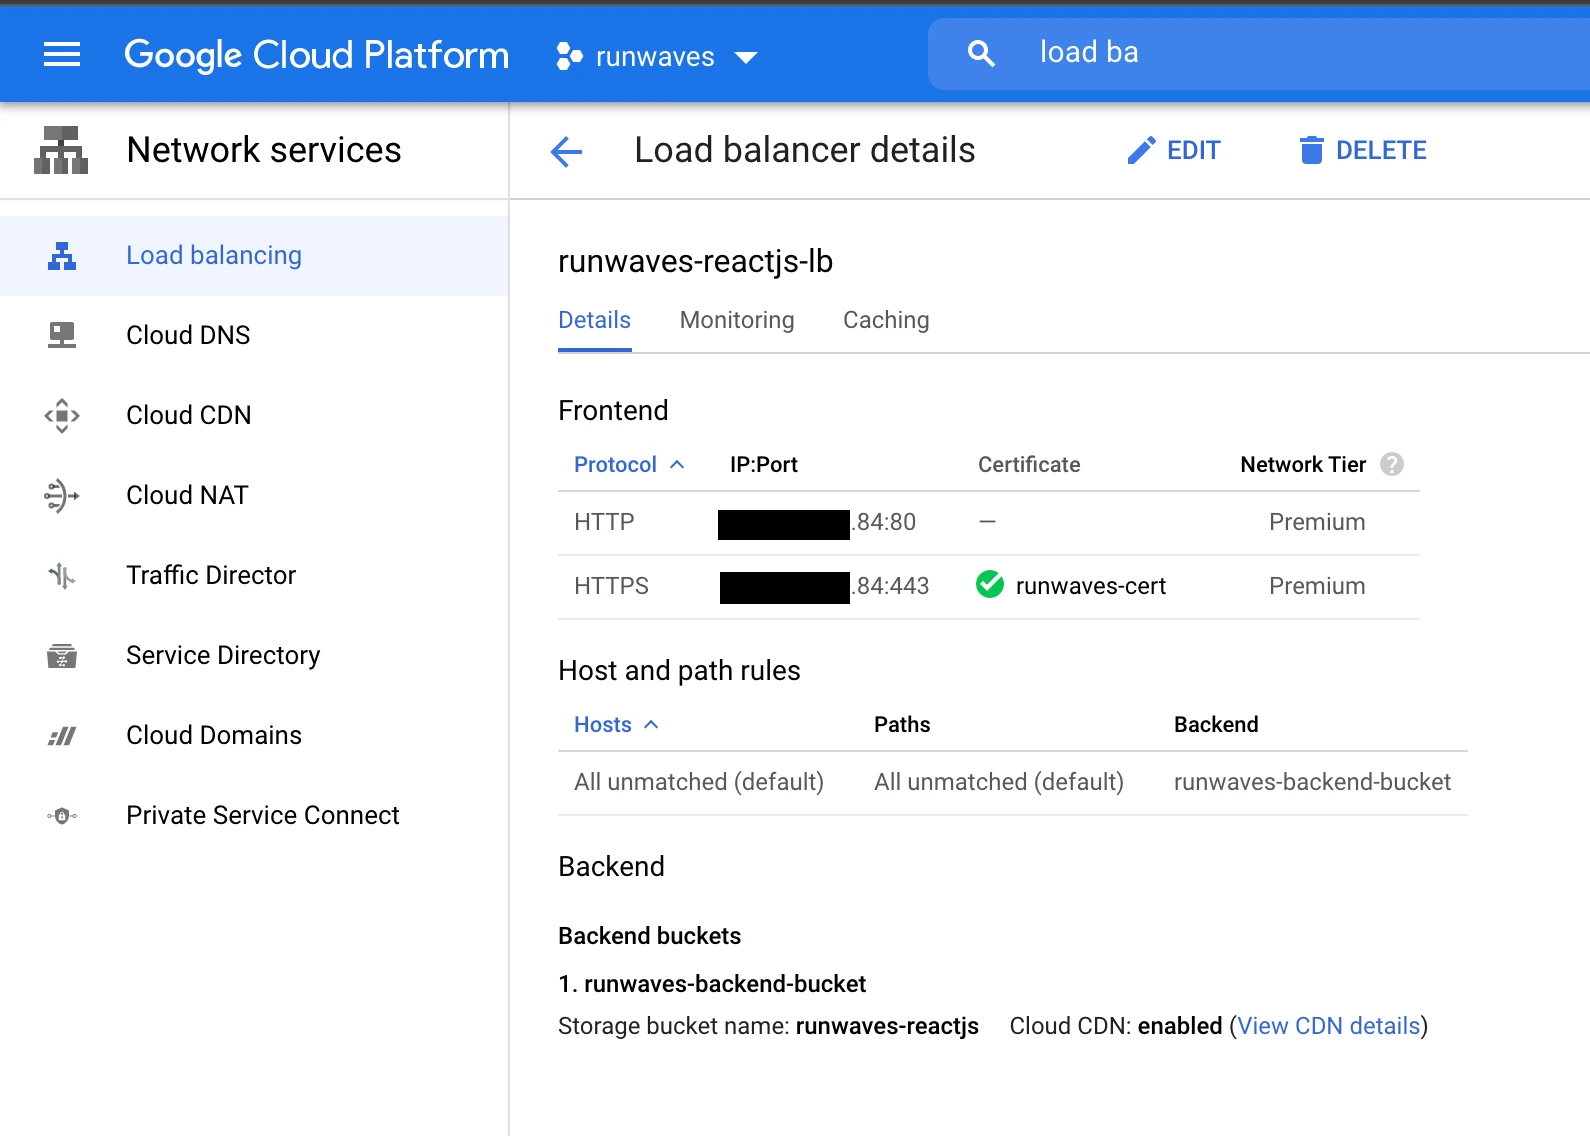 Google Cloud Platform runwaves load ba
Network services
Load balancing
Cloud DNS
Cloud CDN
Cloud NAT
Traffic Director
Service Directory
Cloud Domains
Private Service Connect
Load balancer details EDIT DELETE
runwaves-reactjs-lb
Details Monitoring Caching
Frontend
Protocol IP:Port Certificate Network Tier ?
HTTP .84:80 — Premium
HTTPS .84:443 runwaves-cert Premium
Host and path rules
Hosts Paths Backend
All unmatched (default) All unmatched (default) runwaves-backend-bucket
Backend
Backend buckets
1. runwaves-backend-bucket
Storage bucket name: runwaves-reactjs Cloud CDN: enabled (View CDN details)